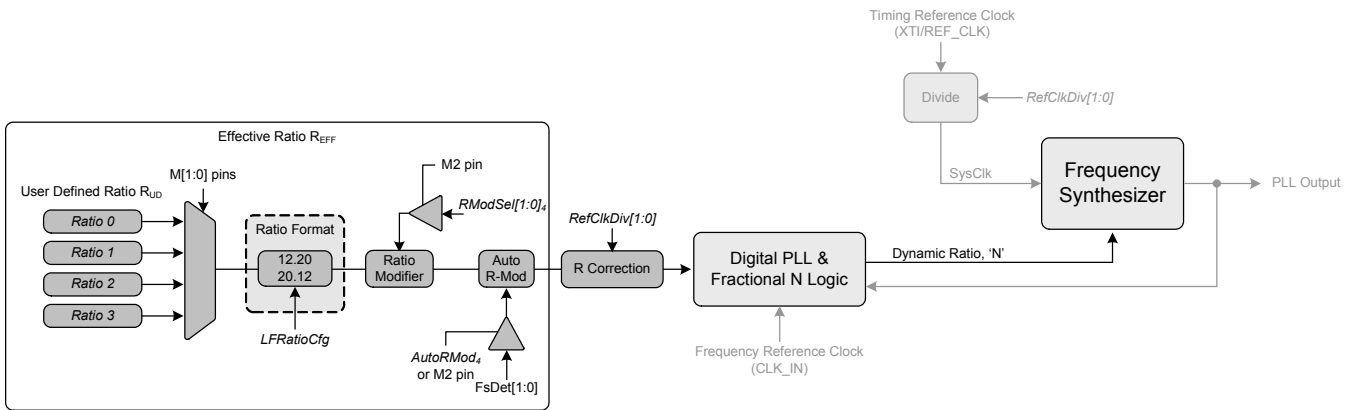 Timing Reference Clock
(XTI/REF_CLK)
Divide
RefClkDiv[1:0]
SysClk
Frequency
Synthesizer
PLL Output
Effective Ratio REFF
M[1:0] pins
User Defined Ratio RUD
Ratio 0
Ratio 1
Ratio 2
Ratio 3
Ratio Format
12.20
20.12
LFRatioCfg
M2 pin
RModSel[1:0]4
Ratio
Modifier
Auto
R-Mod
AutoRMod4
or M2 pin
FsDet[1:0]
RefClkDiv[1:0]
R Correction
Digital PLL &
Fractional N Logic
Dynamic Ratio, ‘N’
Frequency Reference Clock
(CLK_IN)